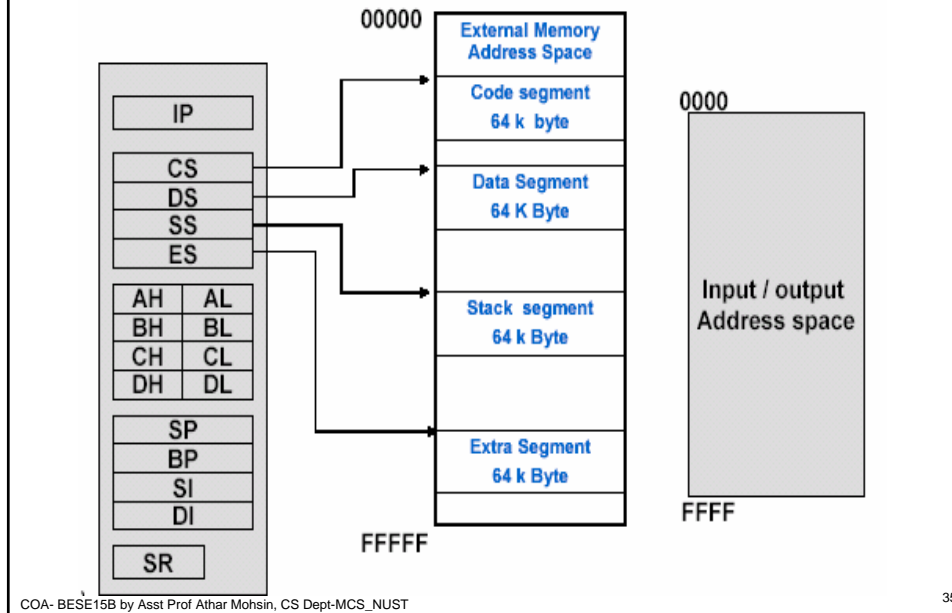 00000
External Memory
Address Space
Code segment
64 k byte
Data Segment
64 K Byte
Stack segment
64 k Byte
Extra Segment
64 k Byte
FFFFF
IP
CS
DS
SS
ES
AH AL
BH BL
CH CL
DH DL
SP
BP
SI
DI
SR
0000
Input / output
Address space
FFFF
COA- BESE15B by Asst Prof Athar Mohsin, CS Dept-MCS_NUST